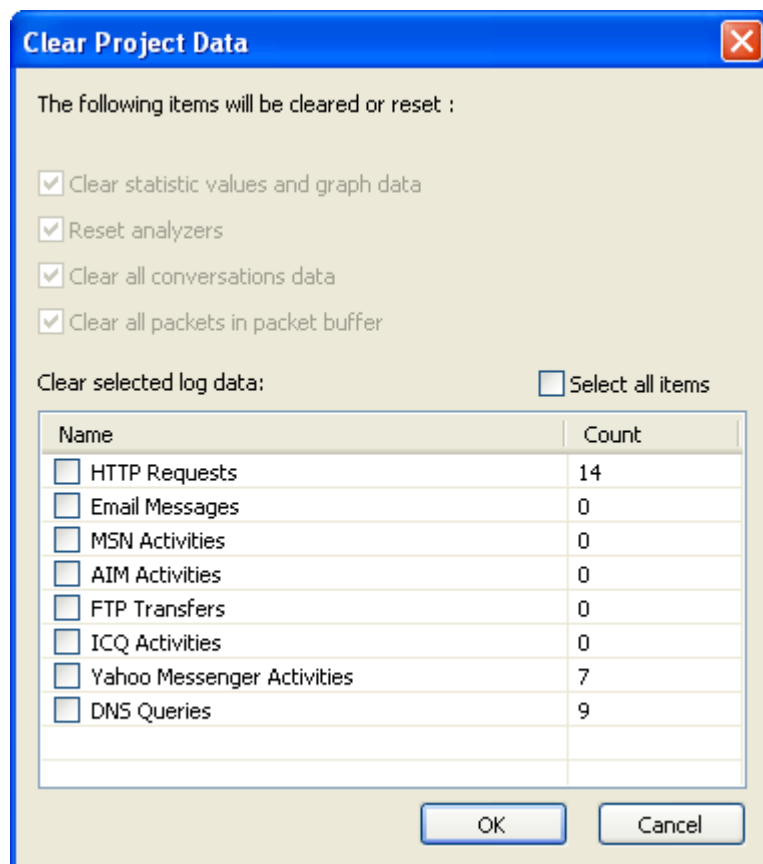 Clear Project Data
The following items will be cleared or reset :
Clear statistic values and graph data
Reset analyzers
Clear all conversations data
Clear all packets in packet buffer
Clear selected log data: Select all items
Name Count
HTTP Requests 14
Email Messages 0
MSN Activities 0
AIM Activities 0
FTP Transfers 0
ICQ Activities 0
Yahoo Messenger Activities 7
DNS Queries 9
OK Cancel